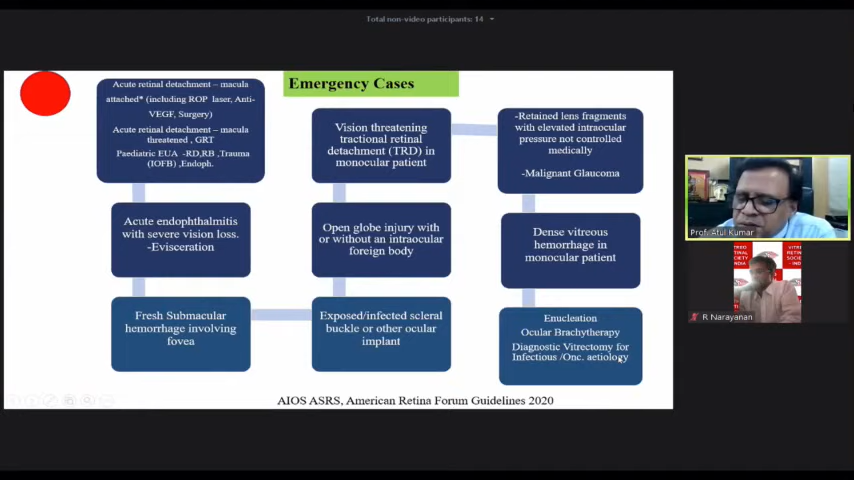 Total non-video participants: 14
Emergency Cases
Acute retinal detachment – macula
attached* (including ROP laser, Anti-
VEGF, Surgery)
Acute retinal detachment – macula
threatened , GRT
Paediatric EUA -RD,RB ,Trauma
(IOFB) ,Endoph.
Acute endophthalmitis
with severe vision loss.
-Evisceration
Fresh Submacular
hemorrhage involving
fovea
Vision threatening
tractional retinal
detachment (TRD) in
monocular patient
Open globe injury with
or without an intraocular
foreign body
Exposed/infected scleral
buckle or other ocular
implant
-Retained lens fragments
with elevated intraocular
pressure not controlled
medically
-Malignant Glaucoma
Dense vitreous
hemorrhage in
monocular patient
Enucleation
Ocular Brachytherapy
Diagnostic Vitrectomy for
Infectious /Onc. aetiology
AIOS ASRS, American Retina Forum Guidelines 2020
Prof. Atul Kumar
VITREO
RETINAL
SOCIETY
INDIA
R Narayanan